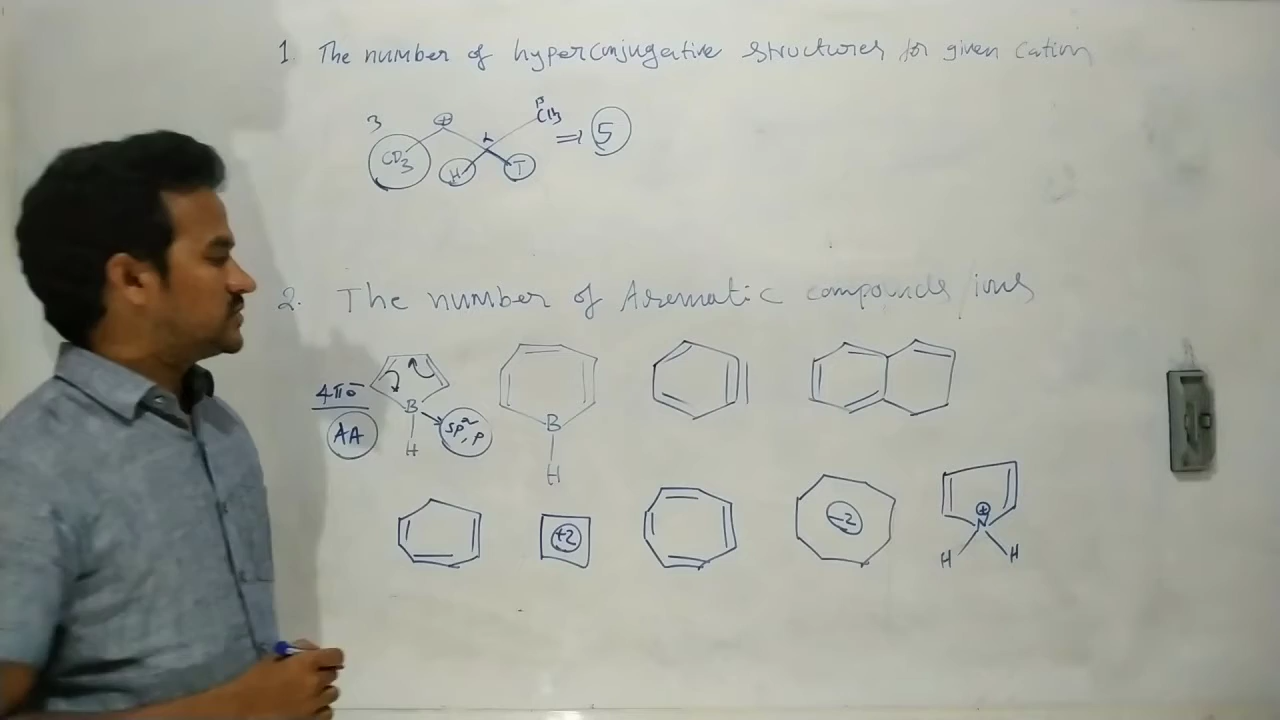 1. The number of hyperconjugative structures for given Cation
3 CD3 ⊕ H α T β CH3 ⇒ 5
2. The number of Aromatic compounds/ions
4πe⁻ AA B H sp², p
B H
+2 -2 ⊕ N H H